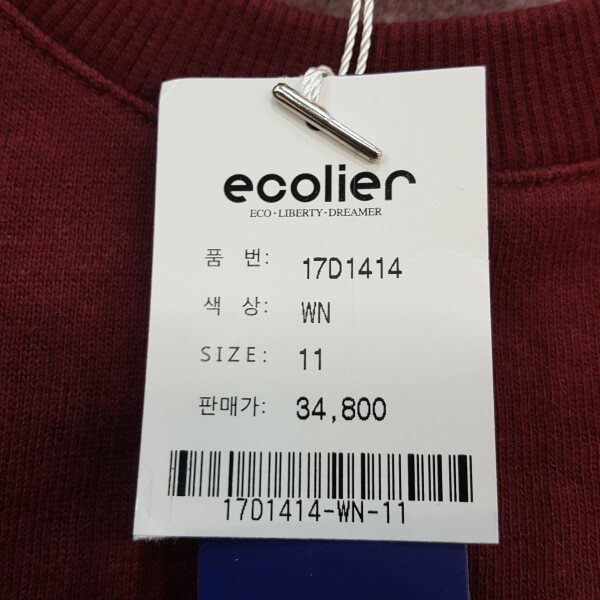 ecolier
ECO·LIBERTY·DREAMER
품 번: 17D1414
색 상: WN
SIZE: 11
판매가: 34,800
17D1414-WN-11